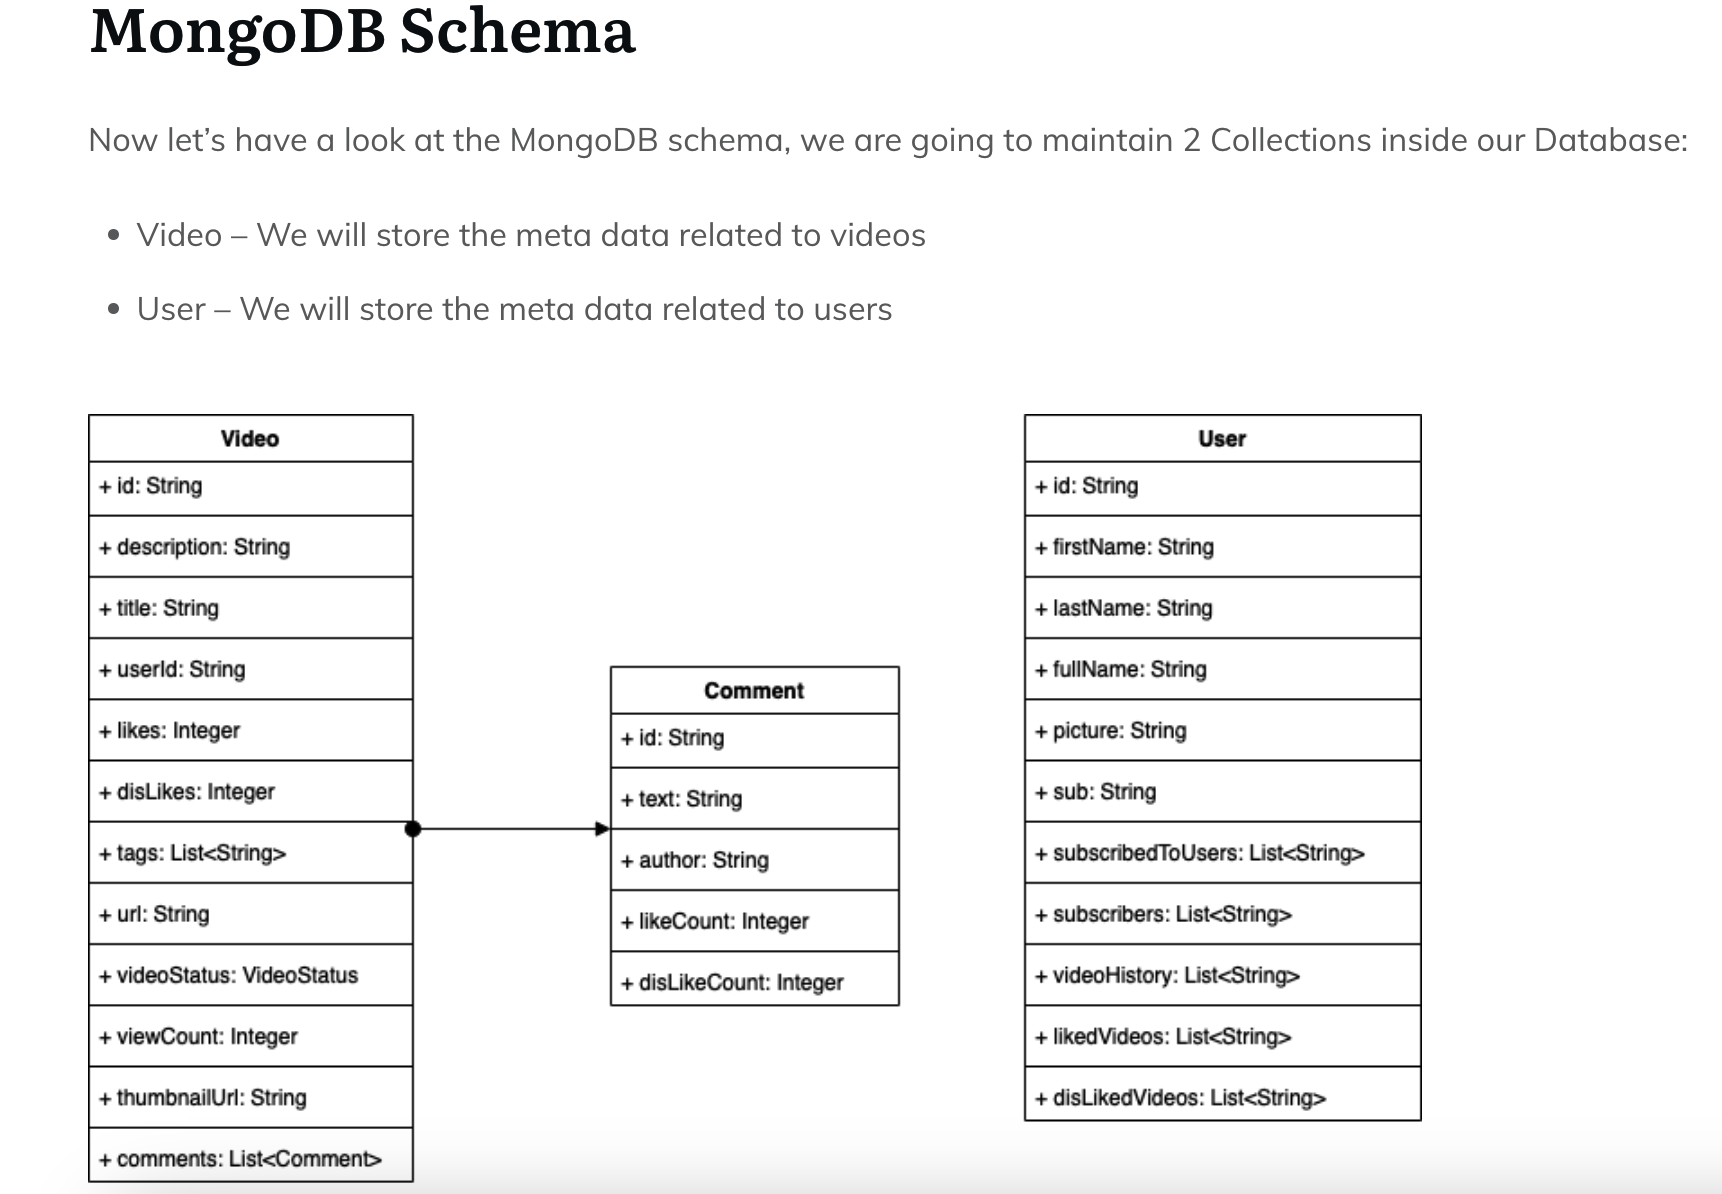 MongoDB Schema
Now let’s have a look at the MongoDB schema, we are going to maintain 2 Collections inside our Database:
• Video – We will store the meta data related to videos
• User – We will store the meta data related to users
Video
+ id: String
+ description: String
+ title: String
+ userId: String
+ likes: Integer
+ disLikes: Integer
+ tags: List<String>
+ url: String
+ videoStatus: VideoStatus
+ viewCount: Integer
+ thumbnailUrl: String
+ comments: List<Comment>
Comment
+ id: String
+ text: String
+ author: String
+ likeCount: Integer
+ disLikeCount: Integer
User
+ id: String
+ firstName: String
+ lastName: String
+ fullName: String
+ picture: String
+ sub: String
+ subscribedToUsers: List<String>
+ subscribers: List<String>
+ videoHistory: List<String>
+ likedVideos: List<String>
+ disLikedVideos: List<String>